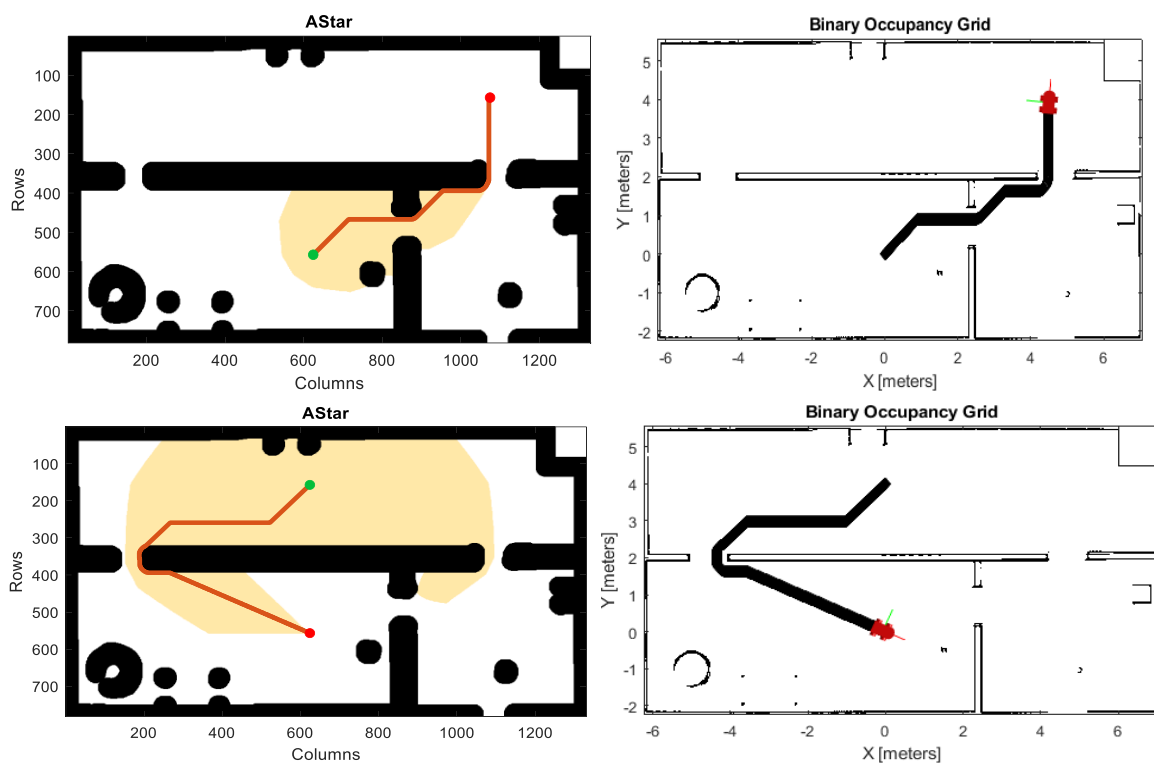 AStar
Binary Occupancy Grid
100
200
300
400
500
600
700
Rows
200 400 600 800 1000 1200
Columns
5
4
3
2
1
0
-1
-2
Y [meters]
-6 -4 -2 0 2 4 6
X [meters]
AStar
Binary Occupancy Grid
100
200
300
400
500
600
700
Rows
200 400 600 800 1000 1200
Columns
5
4
3
2
1
0
-1
-2
Y [meters]
-6 -4 -2 0 2 4 6
X [meters]